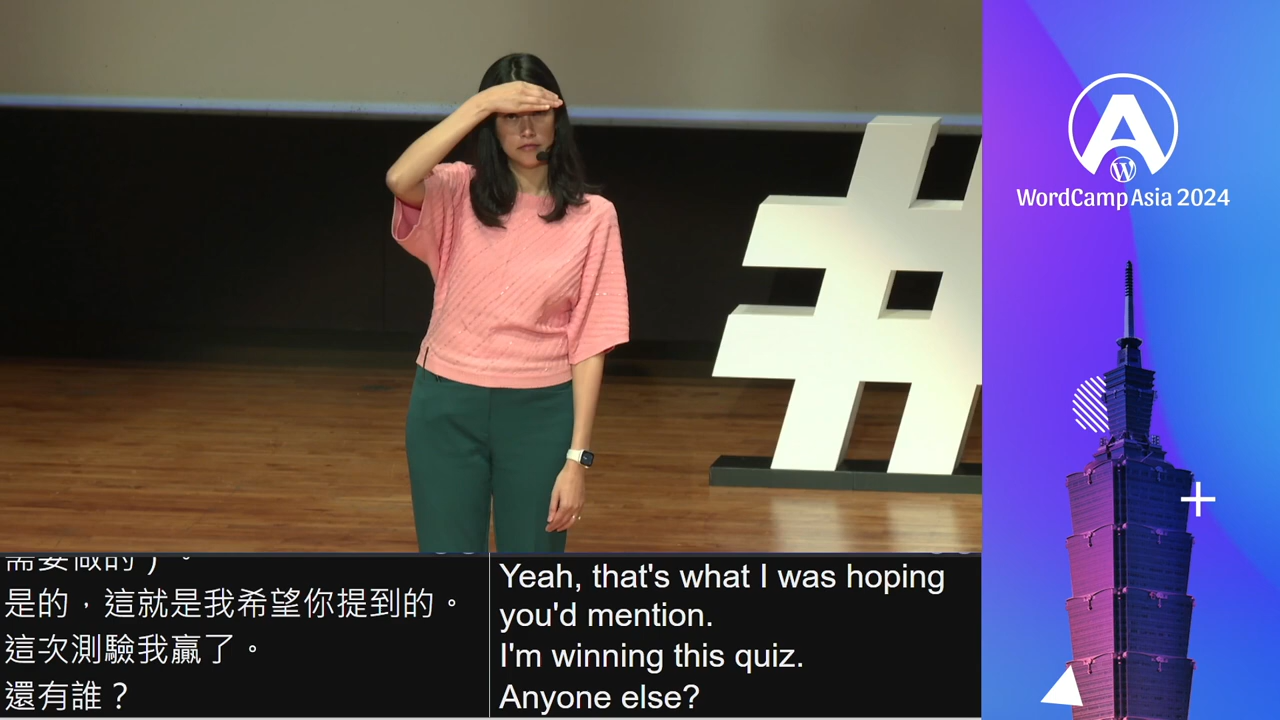 WordCamp Asia 2024
是的，這就是我希望你提到的。
這次測驗我贏了。
還有誰？
Yeah, that's what I was hoping
you'd mention.
I'm winning this quiz.
Anyone else?